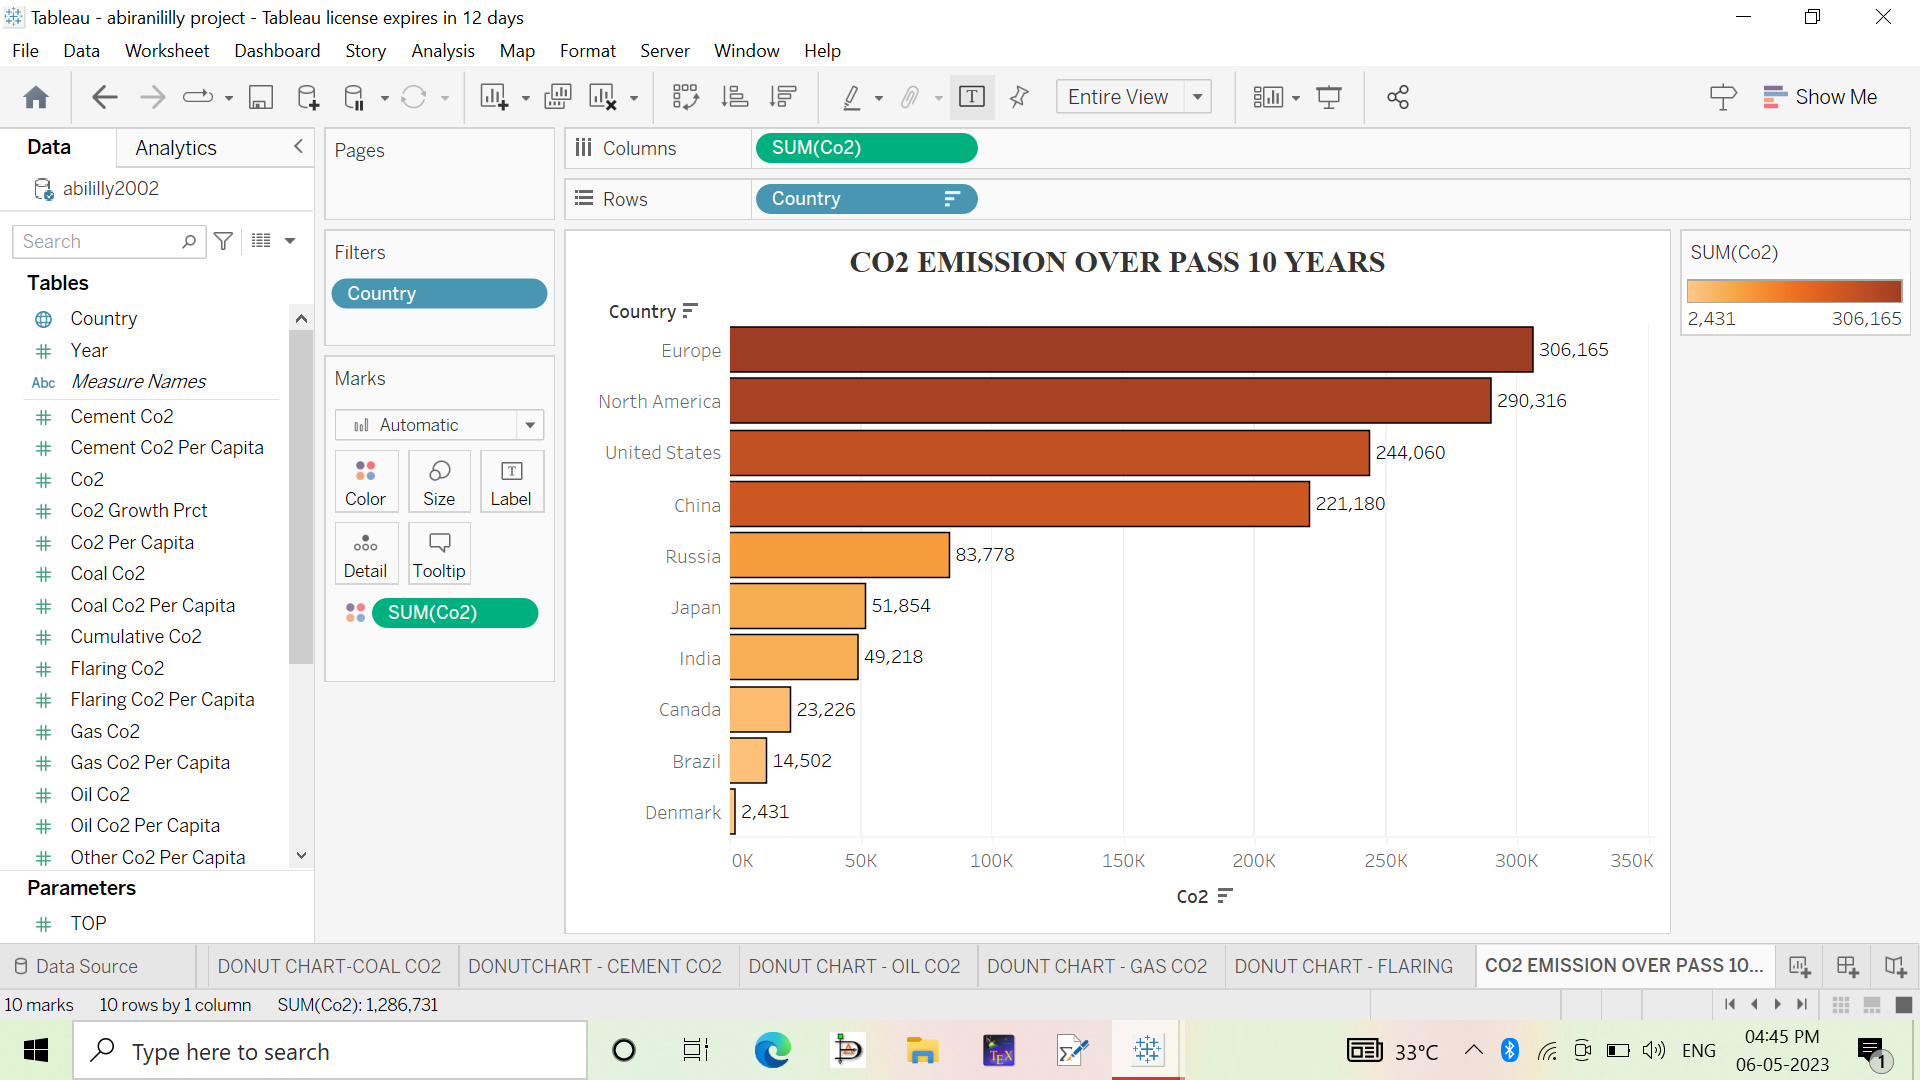 Tableau - abiranililly project - Tableau license expires in 12 days
File Data Worksheet Dashboard Story Analysis Map Format Server Window Help
Entire View
Show Me
Data Analytics
abililly2002
Search
Tables
Country
Year
Abc Measure Names
Cement Co2
Cement Co2 Per Capita
Co2
Co2 Growth Prct
Co2 Per Capita
Coal Co2
Coal Co2 Per Capita
Cumulative Co2
Flaring Co2
Flaring Co2 Per Capita
Gas Co2
Gas Co2 Per Capita
Oil Co2
Oil Co2 Per Capita
Other Co2 Per Capita
Parameters
TOP
Pages
Filters
Country
Marks
Automatic
Color Size Label
Detail Tooltip
SUM(Co2)
Columns SUM(Co2)
Rows Country
CO2 EMISSION OVER PASS 10 YEARS
Country
Europe 306,165
North America 290,316
United States 244,060
China 221,180
Russia 83,778
Japan 51,854
India 49,218
Canada 23,226
Brazil 14,502
Denmark 2,431
0K 50K 100K 150K 200K 250K 300K 350K
Co2
SUM(Co2)
2,431 306,165
Data Source DONUT CHART-COAL CO2 DONUTCHART - CEMENT CO2 DONUT CHART - OIL CO2 DOUNT CHART - GAS CO2 DONUT CHART - FLARING CO2 EMISSION OVER PASS 10...
10 marks 10 rows by 1 column SUM(Co2): 1,286,731
Type here to search
TEX
33°C
ENG
04:45 PM
06-05-2023
1